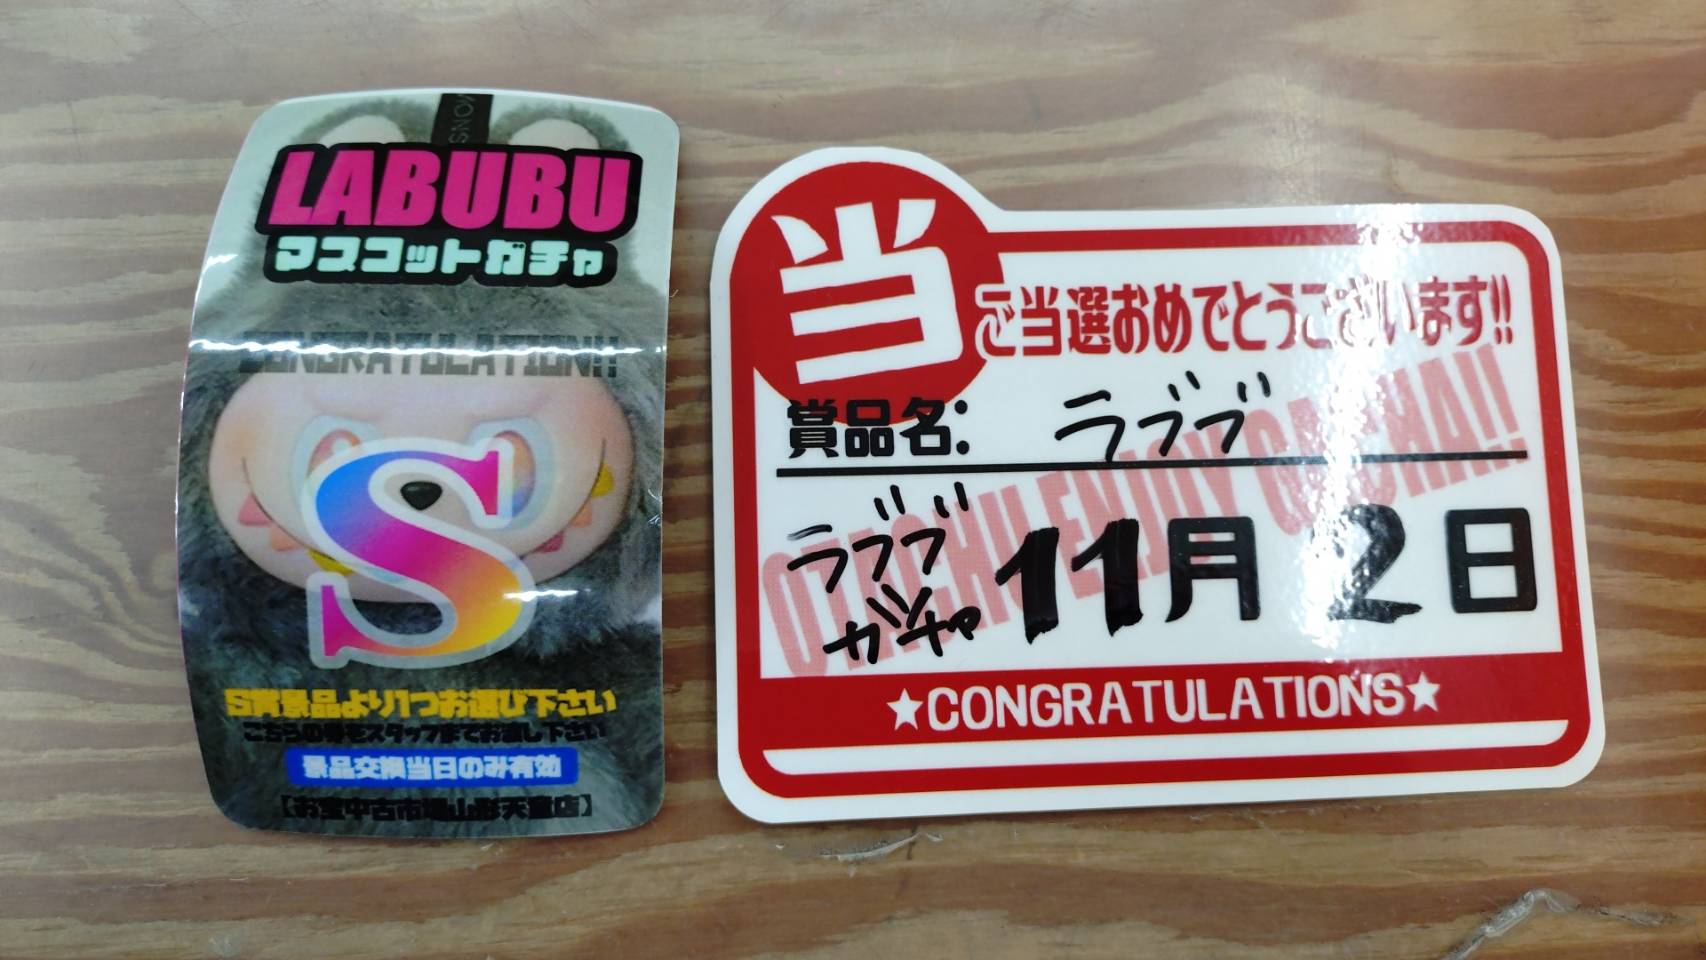 LABUBU
マスコットガチャ
CONGRATULATION!!
S
S賞景品より1つお選び下さい
こちらの券をスタッフまでお渡し下さい
景品交換当日のみ有効
【お宝中古市場山形天童店】
当
ご当選おめでとうございます!!
賞品名: ラブブ
ラブブ
ガチャ
11月2日
OTACHU ENJOY GACHA!!
★CONGRATULATIONS★